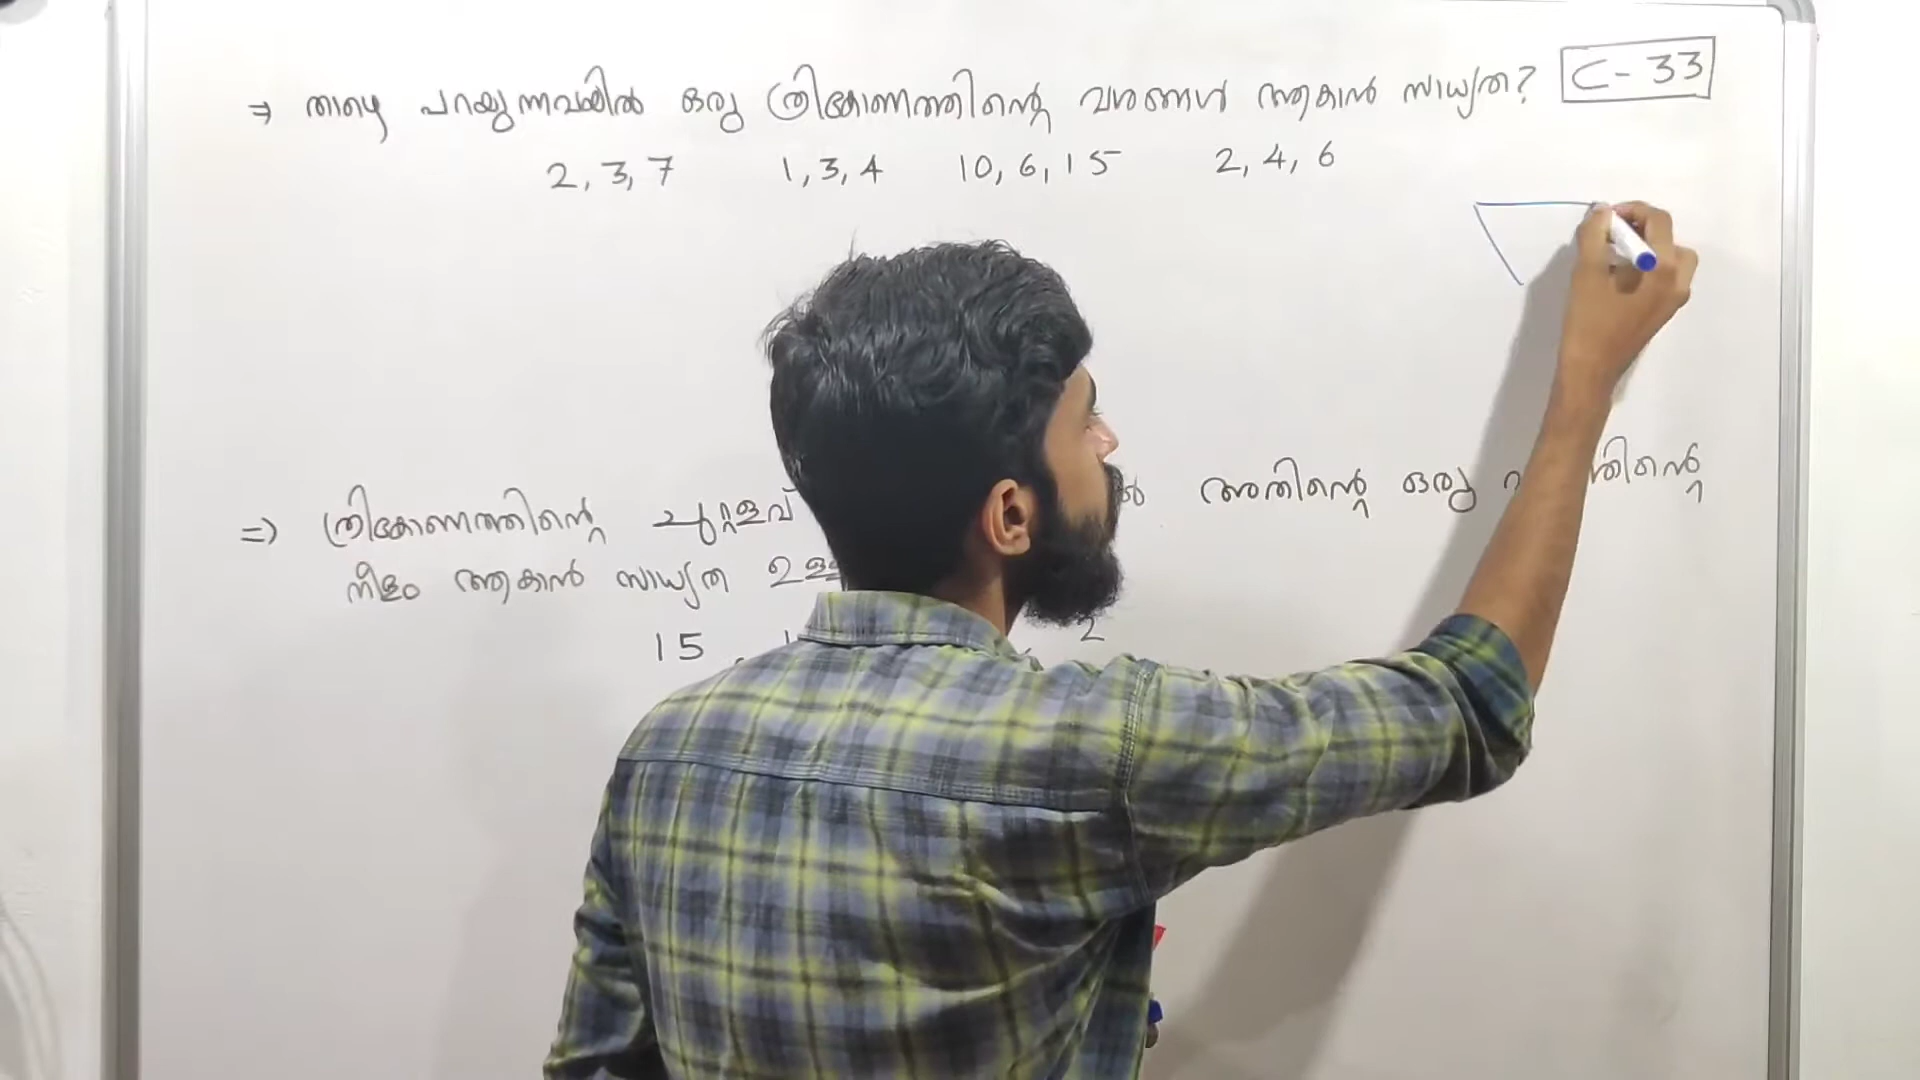 ⇒ താഴെ പറയുന്നവയിൽ ഒരു ത്രികോണത്തിന്റെ വശങ്ങൾ ആകാൻ സാധ്യത? C-33
2, 3, 7 1, 3, 4 10, 6, 15 2, 4, 6
⇒ ത്രികോണത്തിന്റെ ചുറ്റളവ് അതിന്റെ ഒരു
നീളം ആകാൻ സാധ്യത
15 2